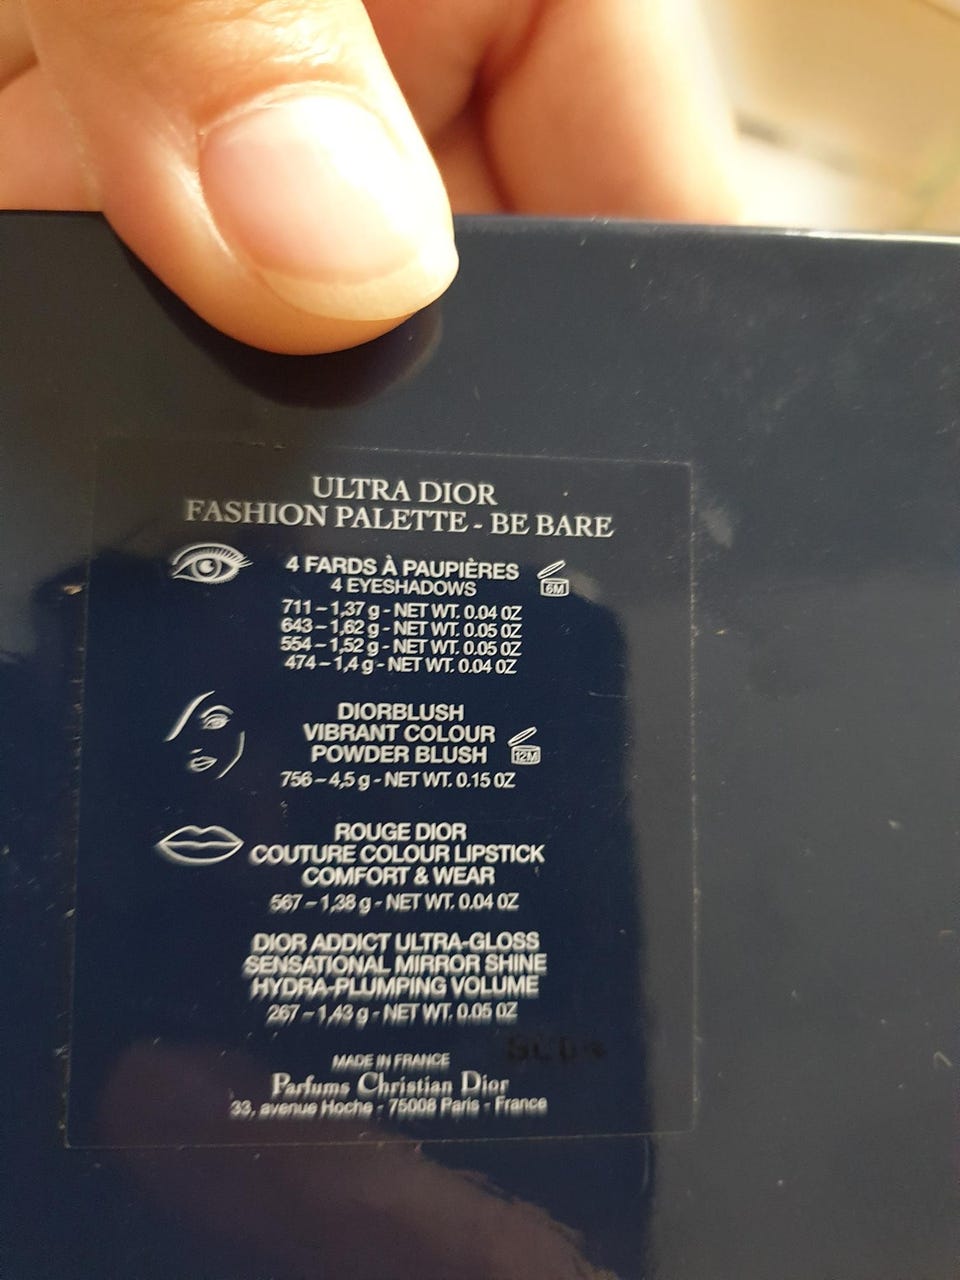 ULTRA DIOR
FASHION PALETTE - BE BARE
4 FARDS À PAUPIÈRES
6M
4 EYESHADOWS
711 – 1,37 g - NET WT. 0.04 OZ
643 – 1,62 g - NET WT. 0.05 OZ
554 – 1,52 g - NET WT. 0.05 OZ
474 – 1,4 g - NET WT. 0.04 OZ
DIORBLUSH
VIBRANT COLOUR
POWDER BLUSH
12M
756 – 4,5 g - NET WT. 0.15 OZ
ROUGE DIOR
COUTURE COLOUR LIPSTICK
COMFORT & WEAR
567 – 1,38 g - NET WT. 0.04 OZ
DIOR ADDICT ULTRA-GLOSS
SENSATIONAL MIRROR SHINE
HYDRA-PLUMPING VOLUME
267 – 1,43 g - NET WT. 0.05 OZ
MADE IN FRANCE
Parfums Christian Dior
33, avenue Hoche - 75008 Paris - France